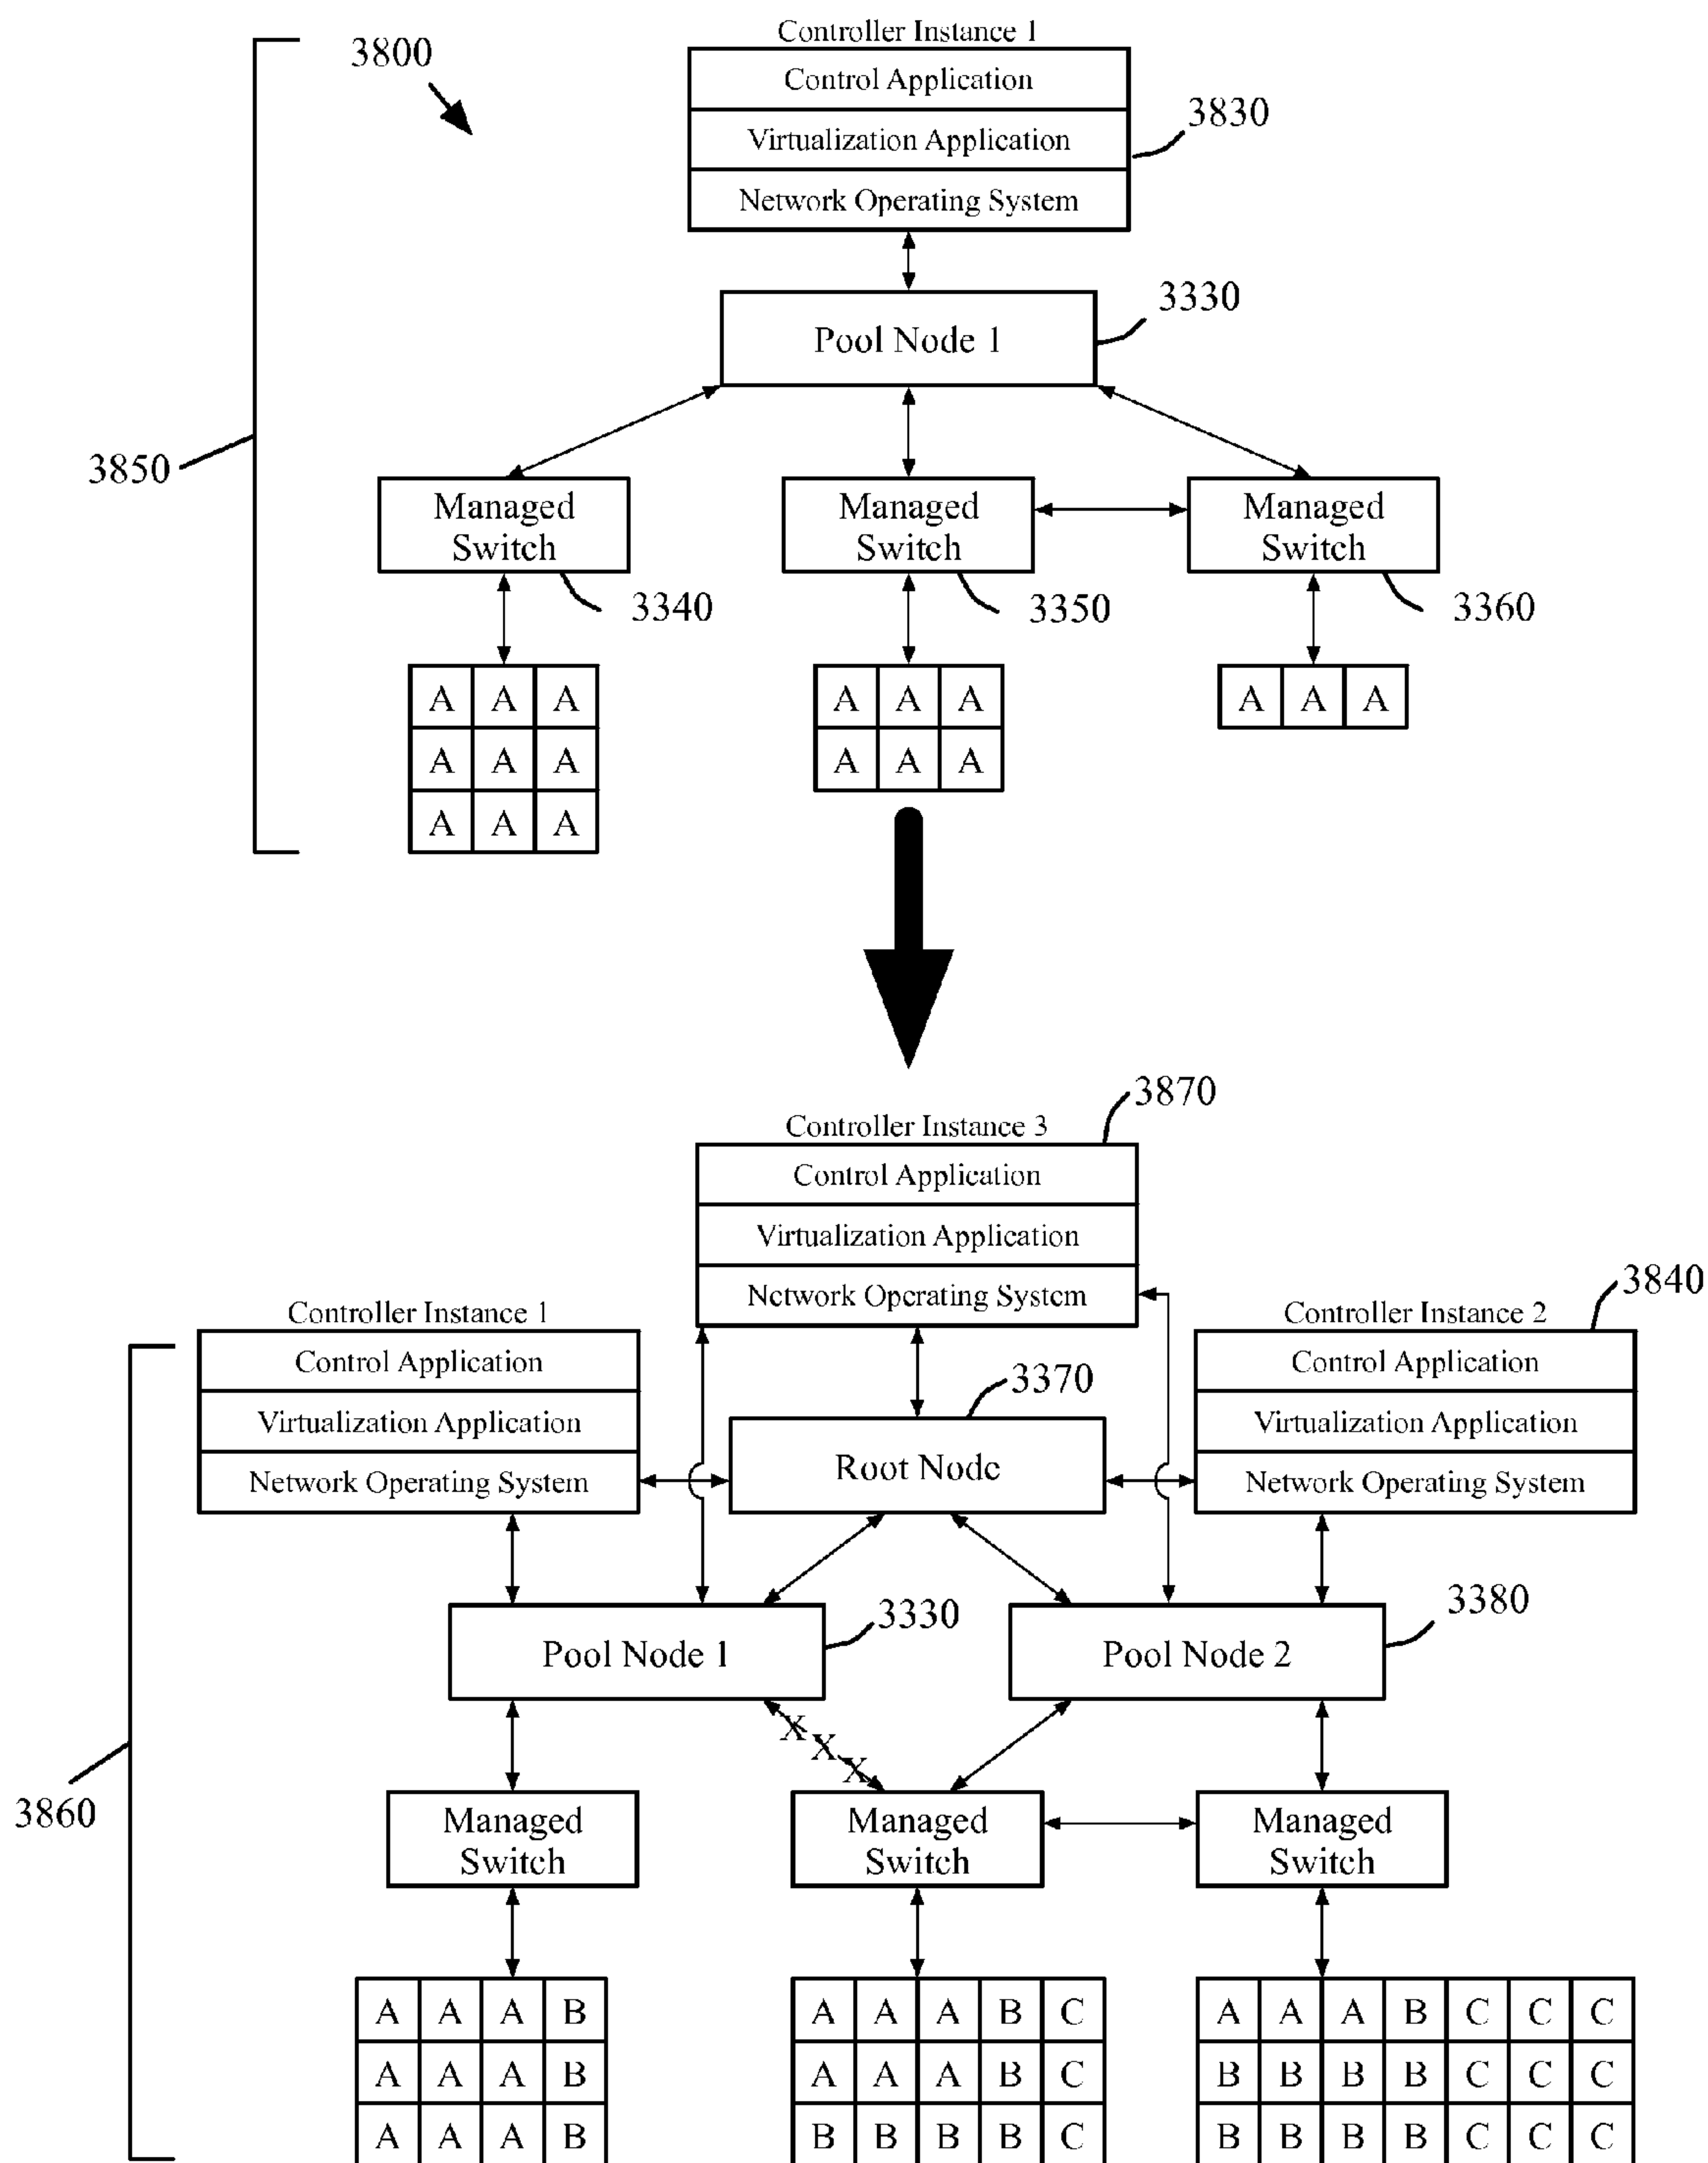 Controller Instance 1
3800
Control Application
3830
Virtualization Application
Network Operating System
3330
Pool Node 1
3850
Managed Switch
Managed Switch
Managed Switch
3340
3350
3360
A A A
A A A
A A A
A A A
A A A
A A A
3870
Controller Instance 3
Control Application
Virtualization Application
Network Operating System
3840
Controller Instance 1
Control Application
Virtualization Application
Network Operating System
3370
Root Node
Controller Instance 2
Control Application
Virtualization Application
Network Operating System
3330
Pool Node 1
3380
Pool Node 2
X
X
X
3860
Managed Switch
Managed Switch
Managed Switch
A A A B
A A A B
A A A B
A A A B C
A A A B C
B B B B C
A A A B C C C
B B B B C C C
B B B B C C C